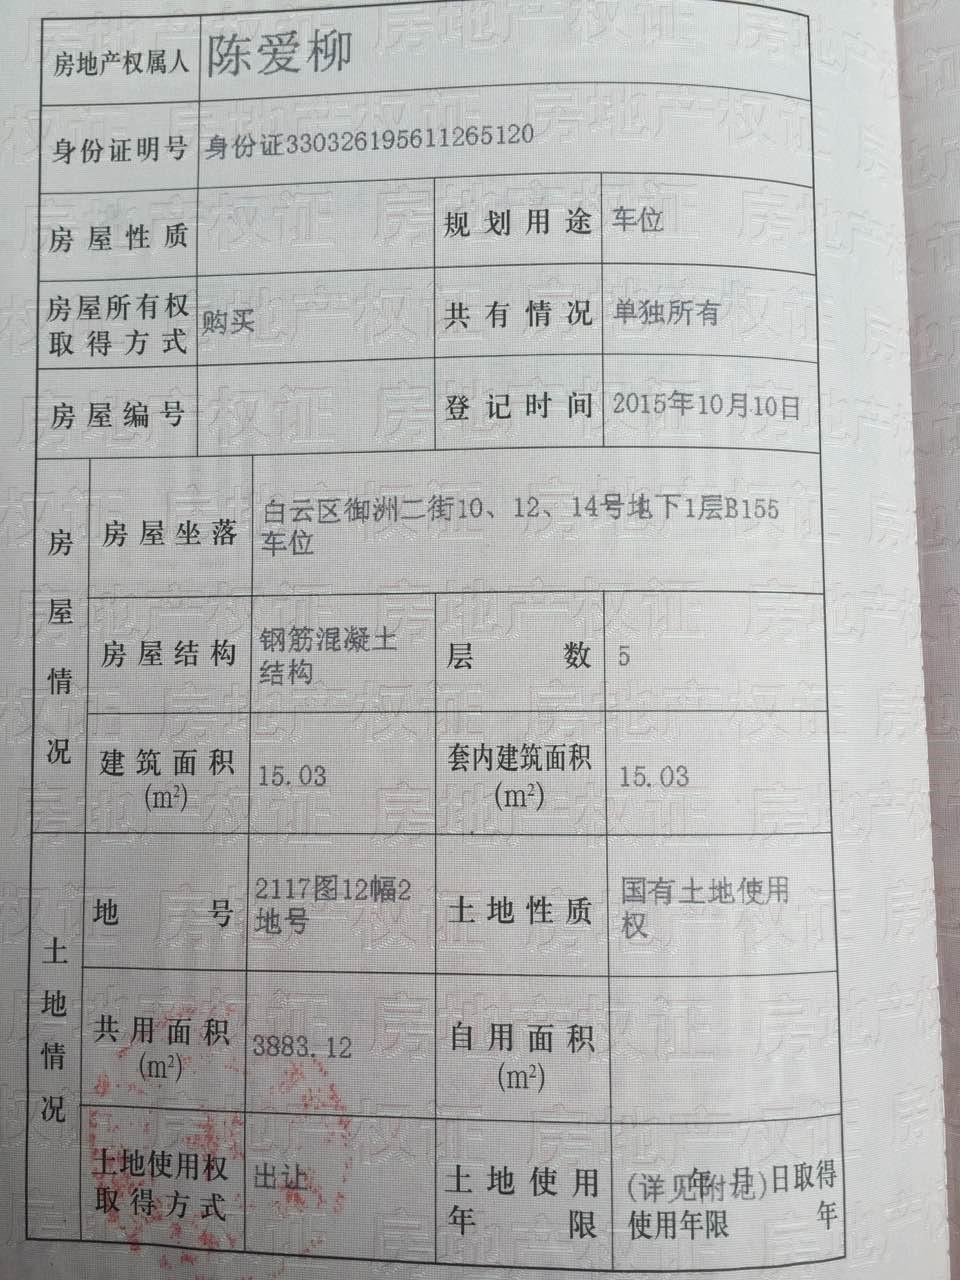 房地产权属人 陈爱柳
身份证明号 身份证330326195611265120
房屋性质 规划用途 车位
房屋所有权取得方式 购买 共有情况 单独所有
房屋编号 登记时间 2015年10月10日
房屋情况
房屋坐落 白云区御洲二街10、12、14号地下1层B155
车位
房屋结构 钢筋混凝土
结构
层数 5
建筑面积
(m²)
15.03
套内建筑面积
(m²)
15.03
土地情况
地号 2117图12幅2
地号
土地性质 国有土地使用
权
共用面积
(m²)
3883.12
自用面积
(m²)
土地使用权
取得方式
出让
土地使用
年限
(详见附记)
年 月 日取得
使用年限 年